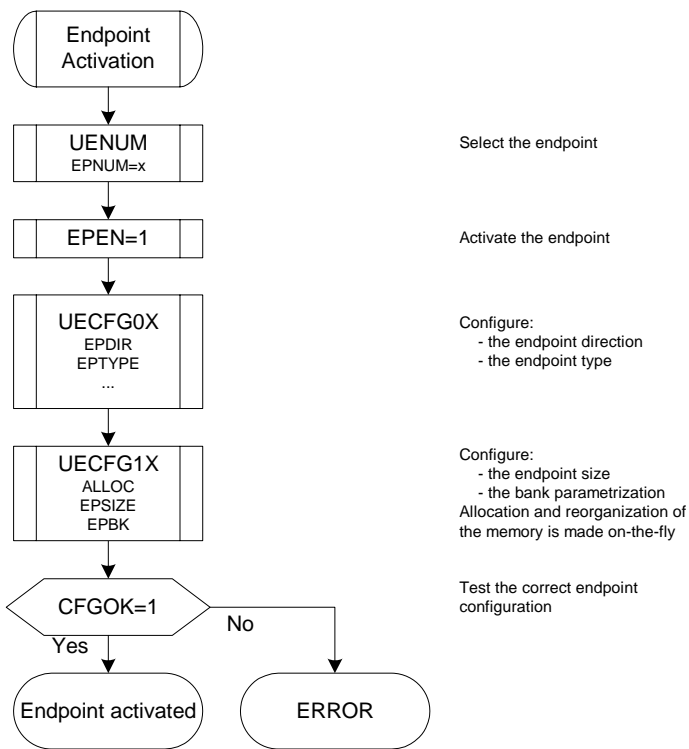 Endpoint
Activation
UENUM
EPNUM=x
Select the endpoint
EPEN=1
Activate the endpoint
UECFG0X
EPDIR
EPTYPE
...
Configure:
- the endpoint direction
- the endpoint type
UECFG1X
ALLOC
EPSIZE
EPBK
Configure:
- the endpoint size
- the bank parametrization
Allocation and reorganization of
the memory is made on-the-fly
CFGOK=1
Test the correct endpoint
configuration
Yes
No
Endpoint activated
ERROR